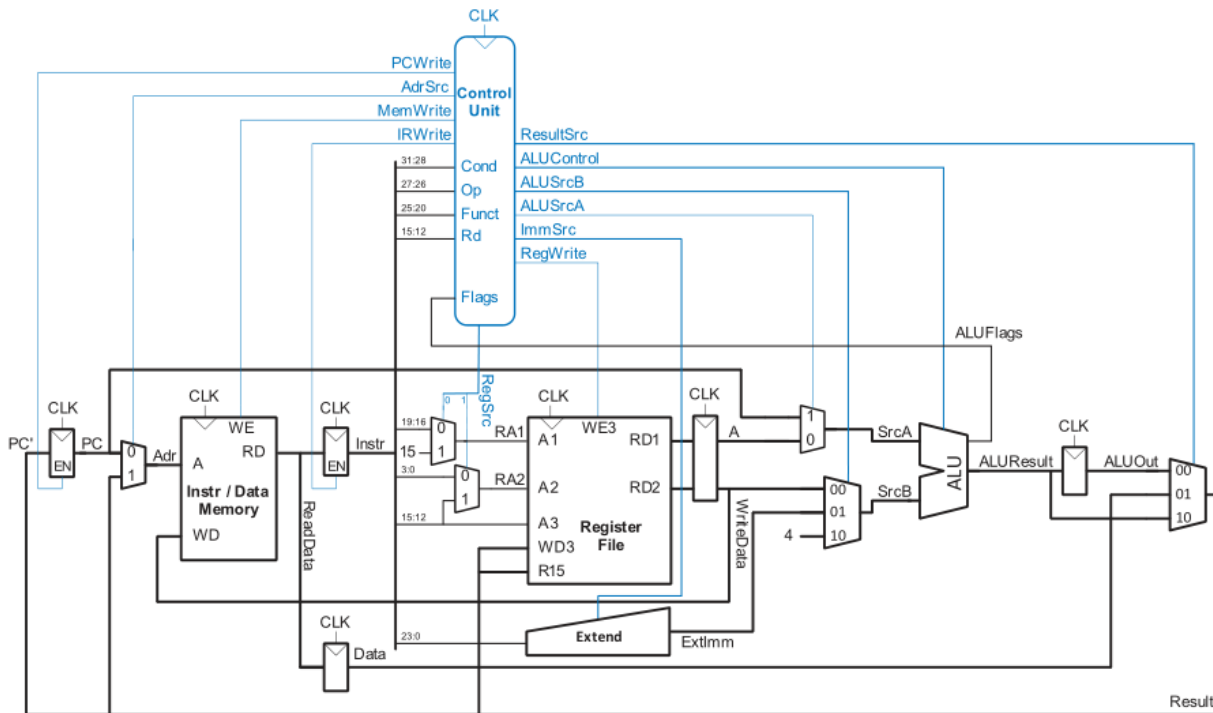 CLK
PCWrite
AdrSrc
MemWrite
IRWrite
Control
Unit
ResultSrc
ALUControl
ALUSrcB
ALUSrcA
ImmSrc
RegWrite
31:28
Cond
27:26
Op
25:20
Funct
15:12
Rd
Flags
ALUFlags
RegSrc
0 1
CLK
PC'
EN
PC
0
1
Adr
CLK
WE
A
RD
Instr / Data
Memory
WD
ReadData
CLK
EN
Instr
19:16
15
0
1
RA1
3:0
0
1
RA2
15:12
CLK
WE3
A1
RD1
A2
RD2
A3
Register
File
WD3
R15
CLK
A
WriteData
1
0
SrcA
00
01
10
4
SrcB
ALU
ALUResult
CLK
ALUOut
00
01
10
23:0
Extend
ExtImm
CLK
Data
Result